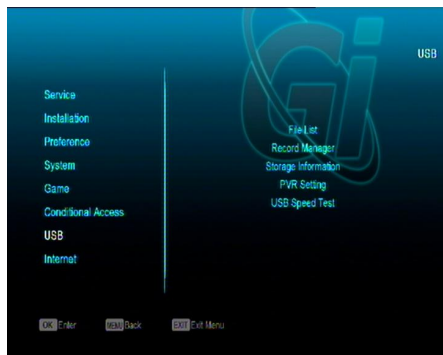 USB
Service
Installation
Preference
System
Game
Conditional Access
USB
Internet
File List
Record Manager
Storage Information
PVR Setting
USB Speed Test
OK Enter MENU Back EXIT Exit Menu
Gi